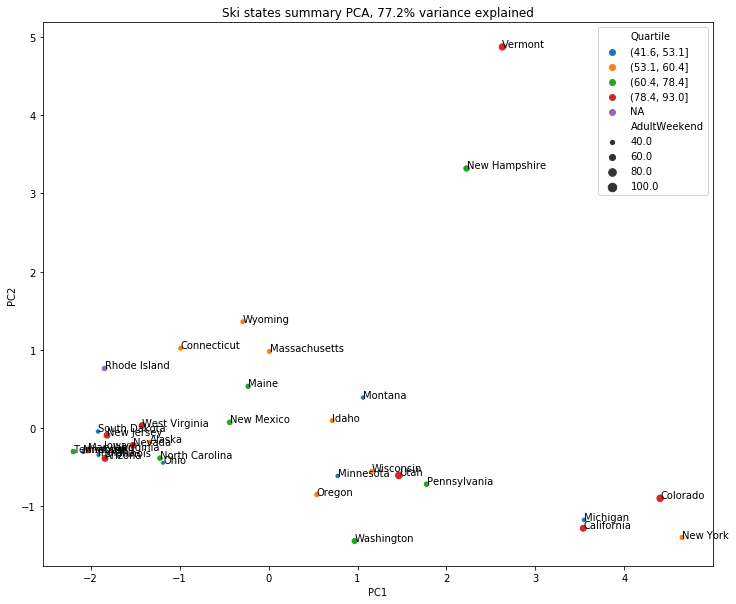 Ski states summary PCA, 77.2% variance explained
5
Vermont
Quartile
(41.6, 53.1]
(53.1, 60.4]
(60.4, 78.4]
(78.4, 93.0]
NA
AdultWeekend
40.0
60.0
80.0
100.0
4
New Hampshire
3
2
PC2
Wyoming
Connecticut
Massachusetts
1
Rhode Island
Maine
Montana
Idaho
New Mexico
West Virginia
South Dakota
New Jersey
0
Alaska
Nevada
Iowa
Arizona
North Carolina
Ohio
Wisconsin
Minnesota
Utah
Pennsylvania
Oregon
Colorado
−1
Michigan
California
New York
Washington
−2
−1
0
1
2
3
4
PC1